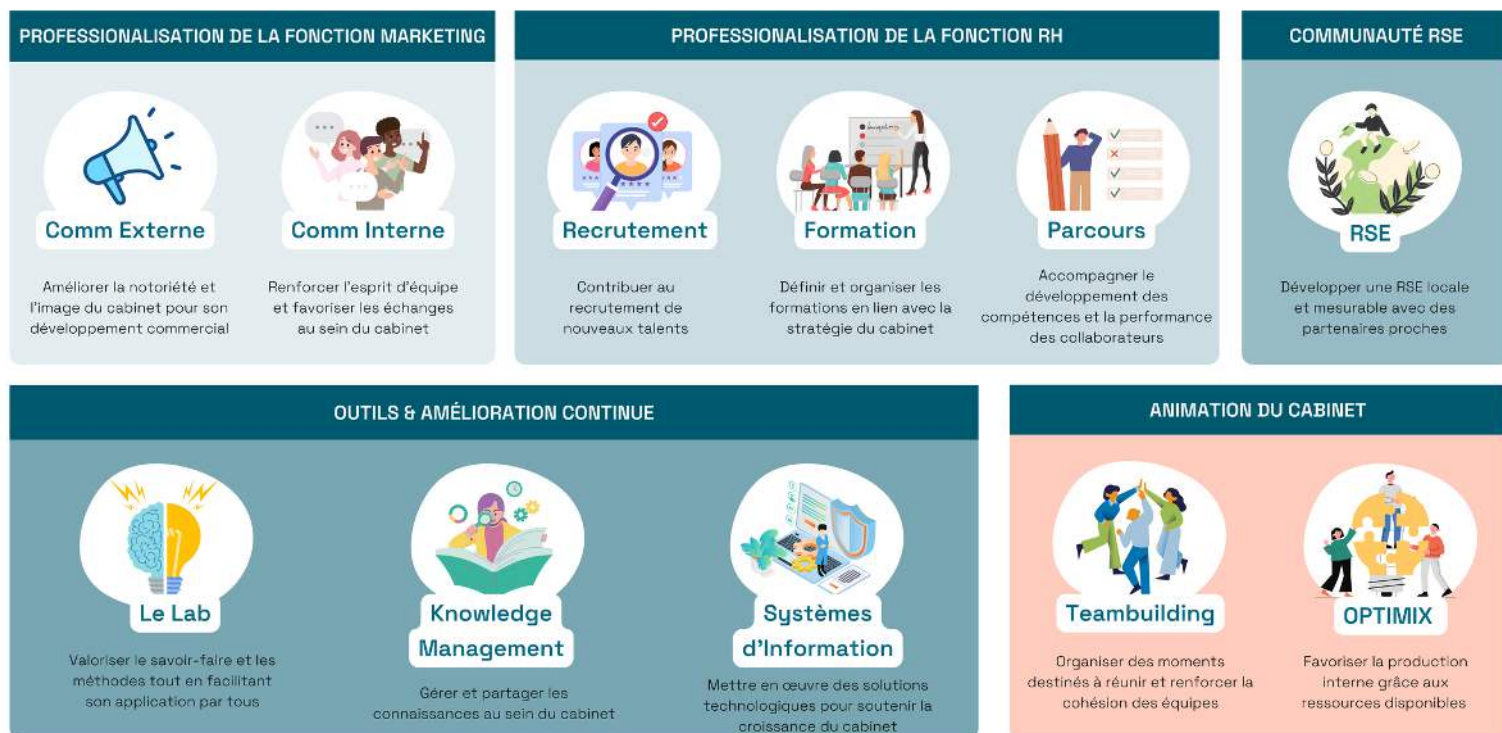 PROFESSIONALISATION DE LA FONCTION MARKETING
Comm Externe
Améliorer la notoriété et
l'image du cabinet pour son
développement commercial
Comm Interne
Renforcer l'esprit d'équipe
et favoriser les échanges
au sein du cabinet
PROFESSIONALISATION DE LA FONCTION RH
Recrutement
Contribuer au
recrutement de
nouveaux talents
Formation
Définir et organiser les
formations en lien avec la
stratégie du cabinet
Parcours
Accompagner le
développement des
compétences et la performance
des collaborateurs
COMMUNAUTÉ RSE
RSE
Développer une RSE locale
et mesurable avec des
partenaires proches
OUTILS & AMÉLIORATION CONTINUE
Le Lab
Valoriser le savoir-faire et les
méthodes tout en facilitant
son application par tous
Knowledge
Management
Gérer et partager les
connaissances au sein du cabinet
Systèmes
d'Information
Mettre en œuvre des solutions
technologiques pour soutenir la
croissance du cabinet
ANIMATION DU CABINET
Teambuilding
Organiser des moments
destinés à réunir et renforcer la
cohésion des équipes
OPTIMIX
Favoriser la production
interne grâce aux
ressources disponibles